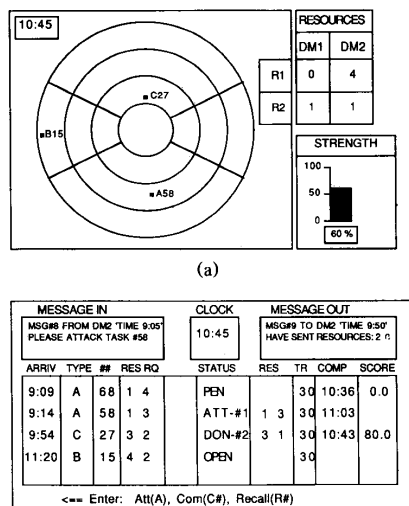 10:45
RESOURCES
DM1 DM2
R1 0 4
R2 1 1
C27
B15
A58
STRENGTH
100
50
0
60 %
(a)
MESSAGE IN CLOCK MESSAGE OUT
MSG#8 FROM DM2 'TIME 9:05'
PLEASE ATTACK TASK #58
10:45
MSG#9 TO DM2 'TIME 9:50'
HAVE SENT RESOURCES: 2 0
ARRIV TYPE ## RES RQ STATUS RES TR COMP SCORE
9:09 A 68 1 4 PEN 30 10:36 0.0
9:14 A 58 1 3 ATT-#1 1 3 30 11:03
9:54 C 27 3 2 DON-#2 3 1 30 10:43 80.0
11:20 B 15 4 2 OPEN 30
<== Enter: Att(A), Com(C#), Recall(R#)